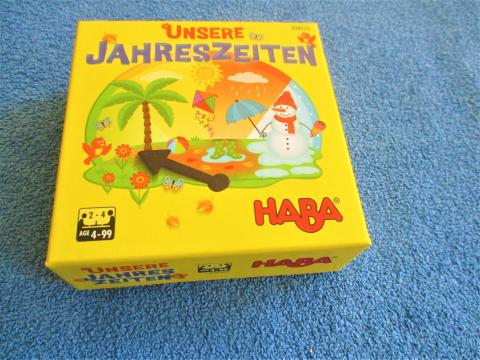 UNSERE
JAHRESZEITEN
HABA®
2 - 4
AGE 4-99
UNSERE
JAHRES
ZEITEN
HABA®